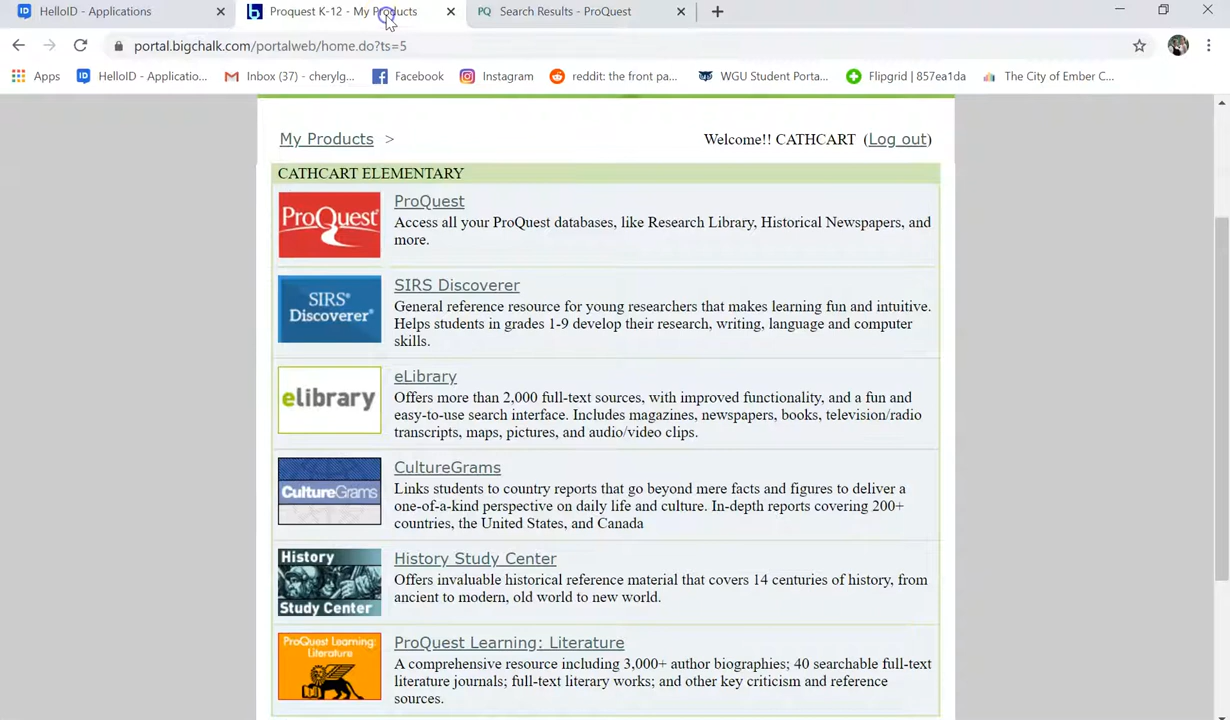 HelloID - Applications
Proquest K-12 - My Products
PQ Search Results - ProQuest
portal.bigchalk.com/portalweb/home.do?ts=5
Apps
HelloID - Applicatio...
Inbox (37) - cherylg...
Facebook
Instagram
reddit: the front pa...
WGU Student Porta...
Flipgrid | 857ea1da
The City of Ember C...
My Products >
Welcome!! CATHCART (Log out)
CATHCART ELEMENTARY
ProQuest
ProQuest
Access all your ProQuest databases, like Research Library, Historical Newspapers, and
more.
SIRS®
Discoverer®
SIRS Discoverer
General reference resource for young researchers that makes learning fun and intuitive.
Helps students in grades 1-9 develop their research, writing, language and computer
skills.
elibrary
eLibrary
Offers more than 2,000 full-text sources, with improved functionality, and a fun and
easy-to-use search interface. Includes magazines, newspapers, books, television/radio
transcripts, maps, pictures, and audio/video clips.
CultureGrams
CultureGrams
Links students to country reports that go beyond mere facts and figures to deliver a
one-of-a-kind perspective on daily life and culture. In-depth reports covering 200+
countries, the United States, and Canada
History
Study Center
History Study Center
Offers invaluable historical reference material that covers 14 centuries of history, from
ancient to modern, old world to new world.
ProQuest Learning:
Literature
ProQuest Learning: Literature
A comprehensive resource including 3,000+ author biographies; 40 searchable full-text
literature journals; full-text literary works; and other key criticism and reference
sources.